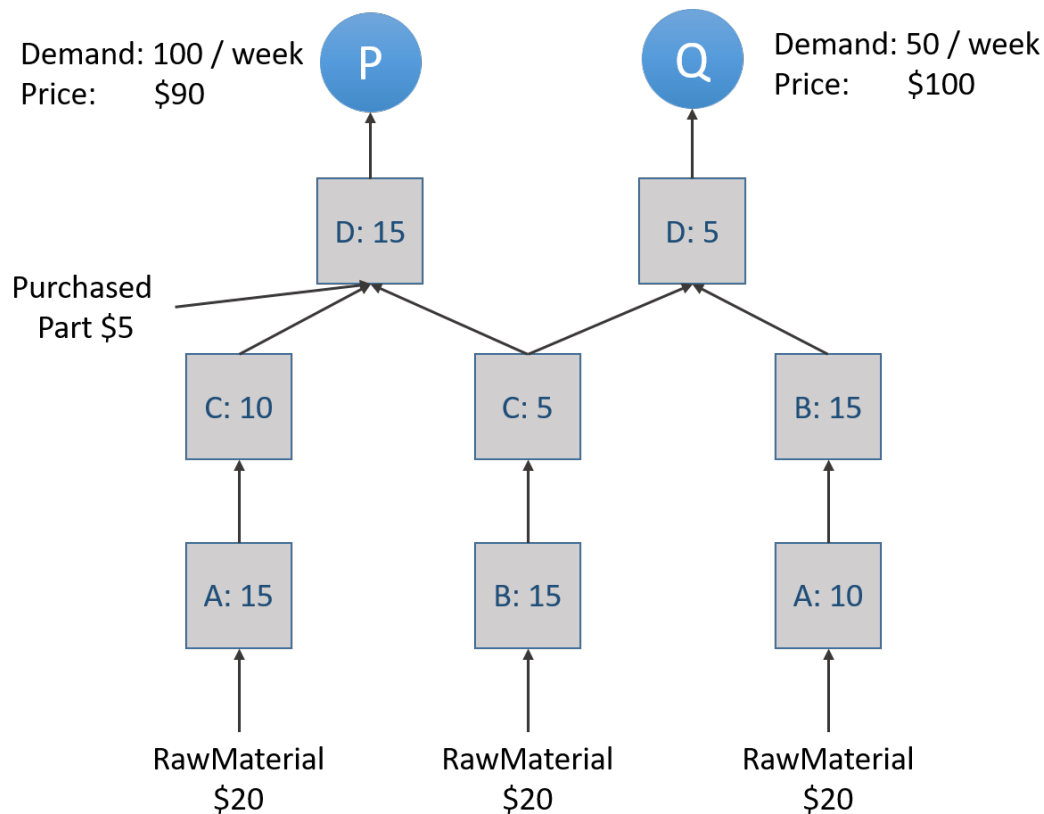 Demand: 100 / week
Price: $90
P
Q
Demand: 50 / week
Price: $100
D: 15
D: 5
Purchased
Part $5
C: 10
C: 5
B: 15
A: 15
B: 15
A: 10
RawMaterial
$20
RawMaterial
$20
RawMaterial
$20